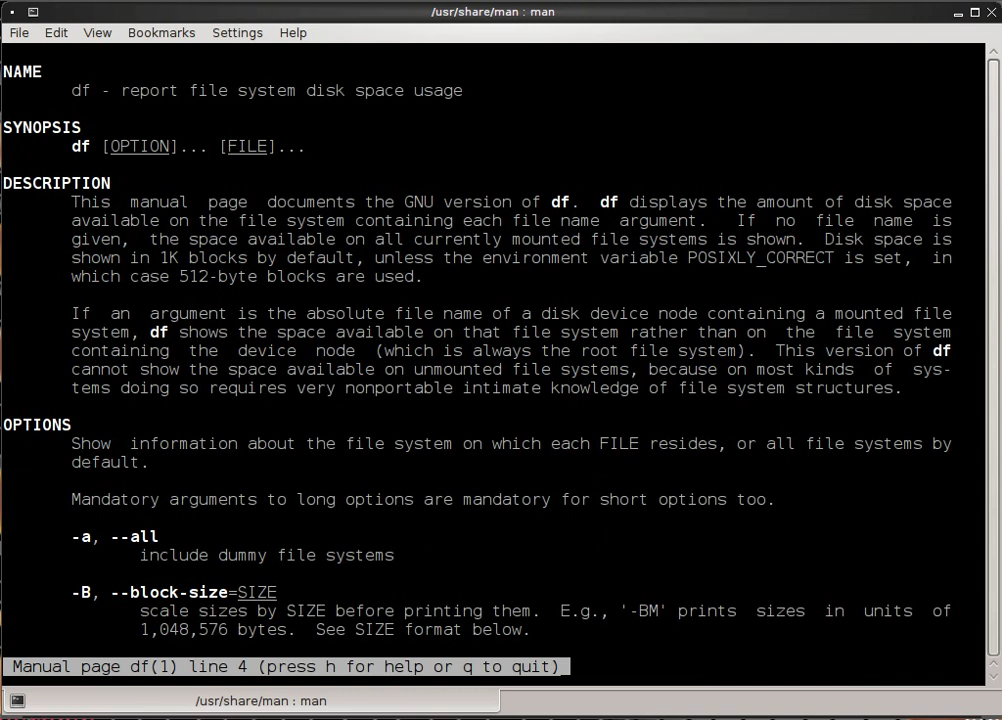 /usr/share/man : man
File Edit View Bookmarks Settings Help
NAME
df - report file system disk space usage
SYNOPSIS
df [OPTION]... [FILE]...
DESCRIPTION
This manual page documents the GNU version of df. df displays the amount of disk space
available on the file system containing each file name argument. If no file name is
given, the space available on all currently mounted file systems is shown. Disk space is
shown in 1K blocks by default, unless the environment variable POSIXLY_CORRECT is set, in
which case 512-byte blocks are used.
If an argument is the absolute file name of a disk device node containing a mounted file
system, df shows the space available on that file system rather than on the file system
containing the device node (which is always the root file system). This version of df
cannot show the space available on unmounted file systems, because on most kinds of sys-
tems doing so requires very nonportable intimate knowledge of file system structures.
OPTIONS
Show information about the file system on which each FILE resides, or all file systems by
default.
Mandatory arguments to long options are mandatory for short options too.
-a, --all
include dummy file systems
-B, --block-size=SIZE
scale sizes by SIZE before printing them. E.g., '-BM' prints sizes in units of
1,048,576 bytes. See SIZE format below.
Manual page df(1) line 4 (press h for help or q to quit)
/usr/share/man : man